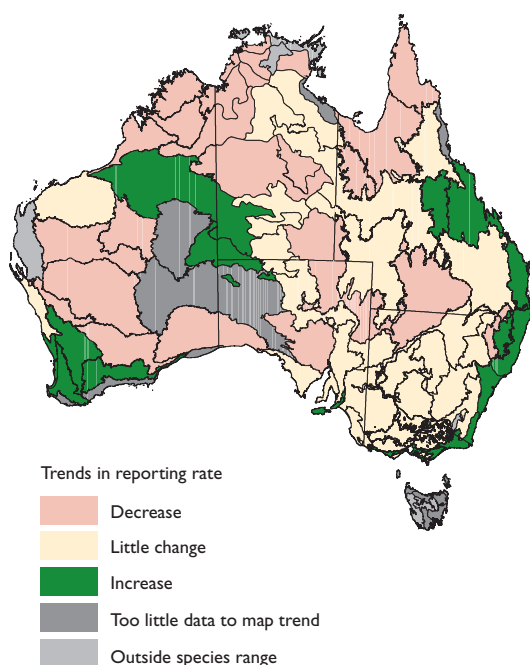 Trends in reporting rate
Decrease
Little change
Increase
Too little data to map trend
Outside species range